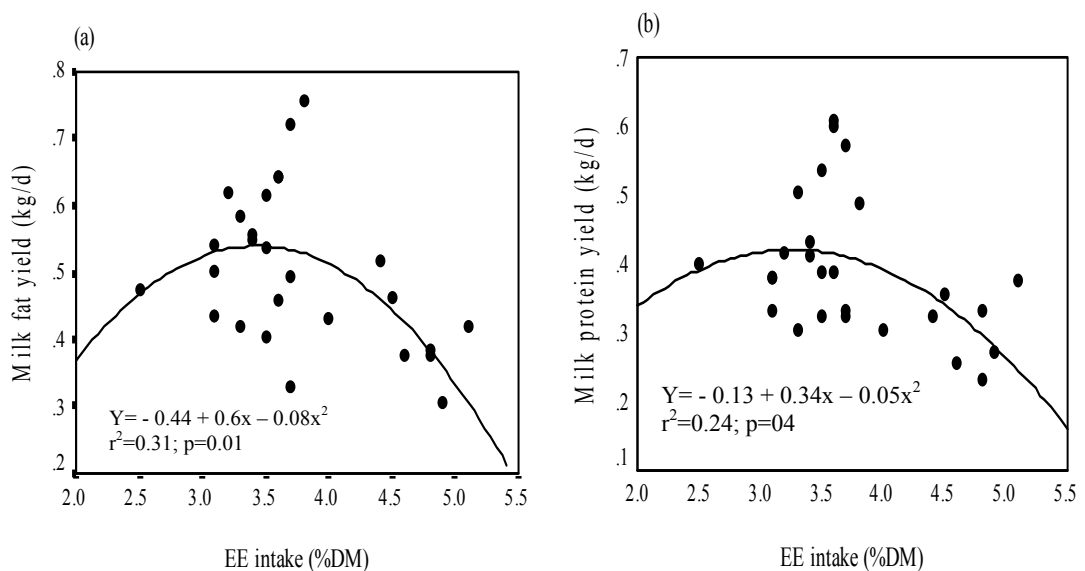 (a)
.8
.7
.6
.5
.4
.3
.2
Milk fat yield (kg/d)
Y= - 0.44 + 0.6x – 0.08x²
r²=0.31; p=0.01
2.0 2.5 3.0 3.5 4.0 4.5 5.0 5.5
EE intake (%DM)
(b)
.7
.6
.5
.4
.3
.2
.1
Milk protein yield (kg/d)
Y= - 0.13 + 0.34x – 0.05x²
r²=0.24; p=04
2.0 2.5 3.0 3.5 4.0 4.5 5.0 5.5
EE intake (%DM)